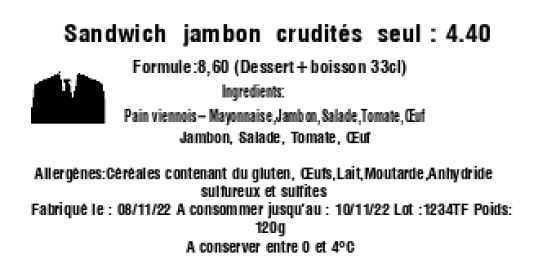 Sandwich jambon crudités seul : 4.40
Formule:8,60 (Dessert+boisson 33cl)
Ingredients:
Pain viennois– Mayonnaise,Jambon,Salade,Tomate,Œuf
Jambon, Salade, Tomate, Œuf
Allergènes:Céréales contenant du gluten, Œufs,Lait,Moutarde,Anhydride
sulfureux et sulfites
Fabriqué le : 08/11/22 A consommer jusqu'au : 10/11/22 Lot :1234TF Poids:
120g
A conserver entre 0 et 4°C